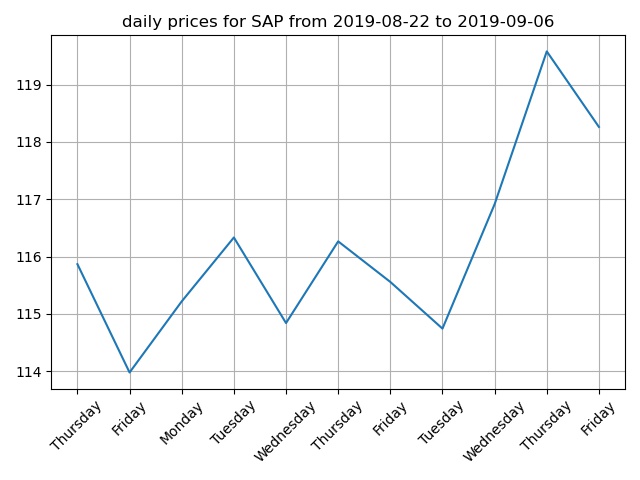 daily prices for SAP from 2019-08-22 to 2019-09-06
119
118
117
116
115
114
Thursday
Friday
Monday
Tuesday
Wednesday
Thursday
Friday
Tuesday
Wednesday
Thursday
Friday